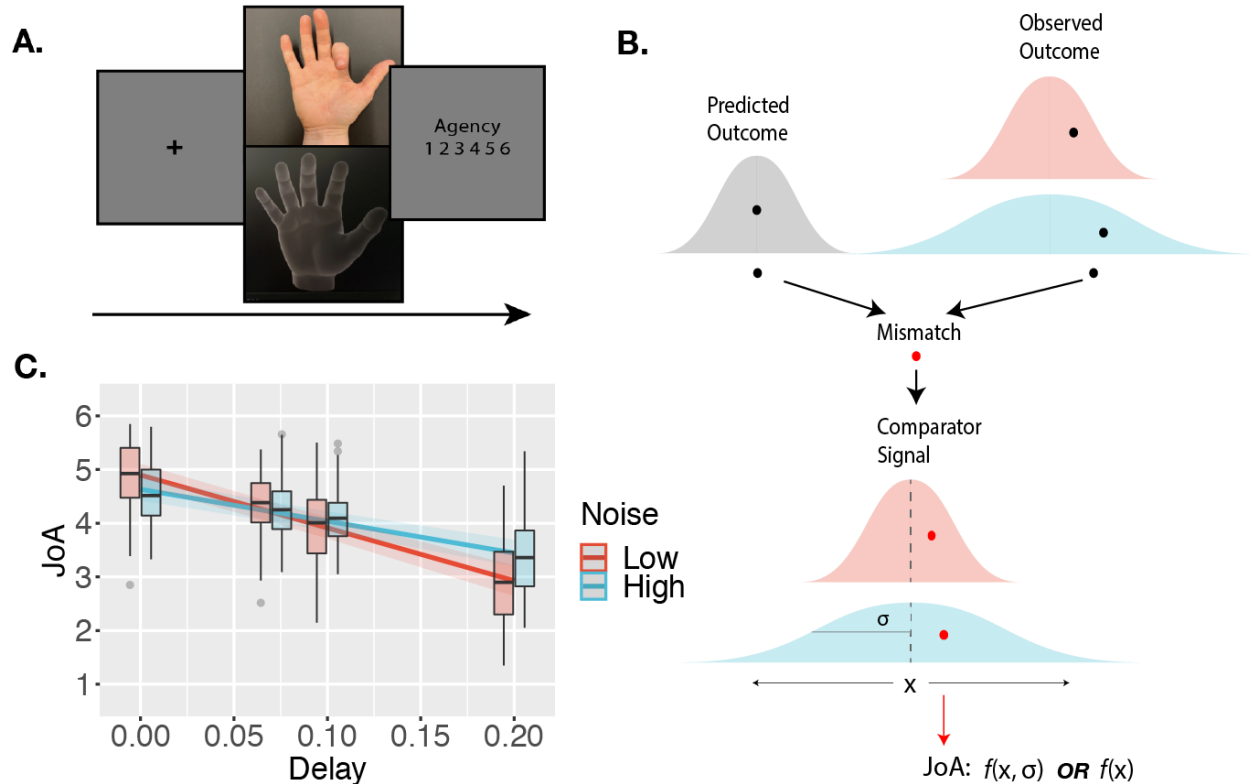 A.
+
Agency
1 2 3 4 5 6
B.
Predicted
Outcome
Observed
Outcome
Mismatch
Comparator
Signal
σ
x
JoA: f(x, σ) OR f(x)
C.
JoA
6
5
4
3
2
1
0.00 0.05 0.10 0.15 0.20
Delay
Noise
Low
High